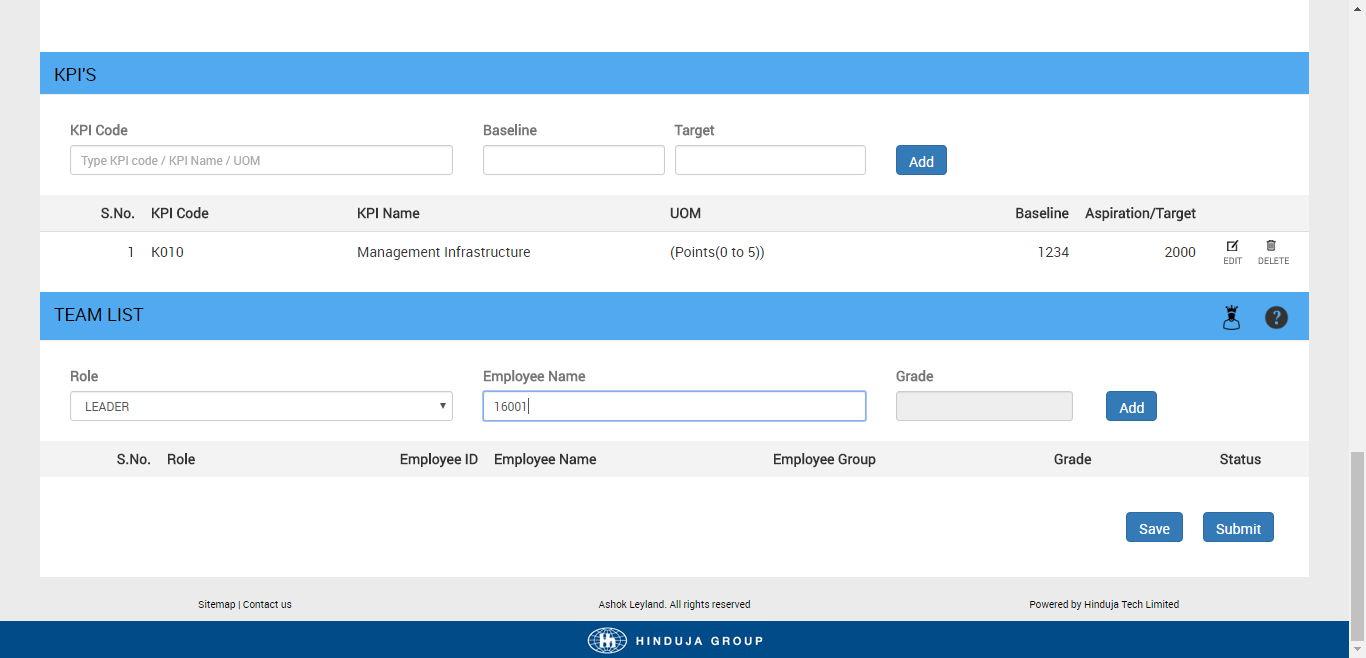 KPI'S
KPI Code Baseline Target
Type KPI code / KPI Name / UOM Add
S.No. KPI Code KPI Name UOM Baseline Aspiration/Target
1 K010 Management Infrastructure (Points(0 to 5)) 1234 2000 EDIT DELETE
TEAM LIST ?
Role Employee Name Grade
LEADER 16001 Add
S.No. Role Employee ID Employee Name Employee Group Grade Status
Save Submit
Sitemap | Contact us Ashok Leyland. All rights reserved Powered by Hinduja Tech Limited
HINDUJA GROUP